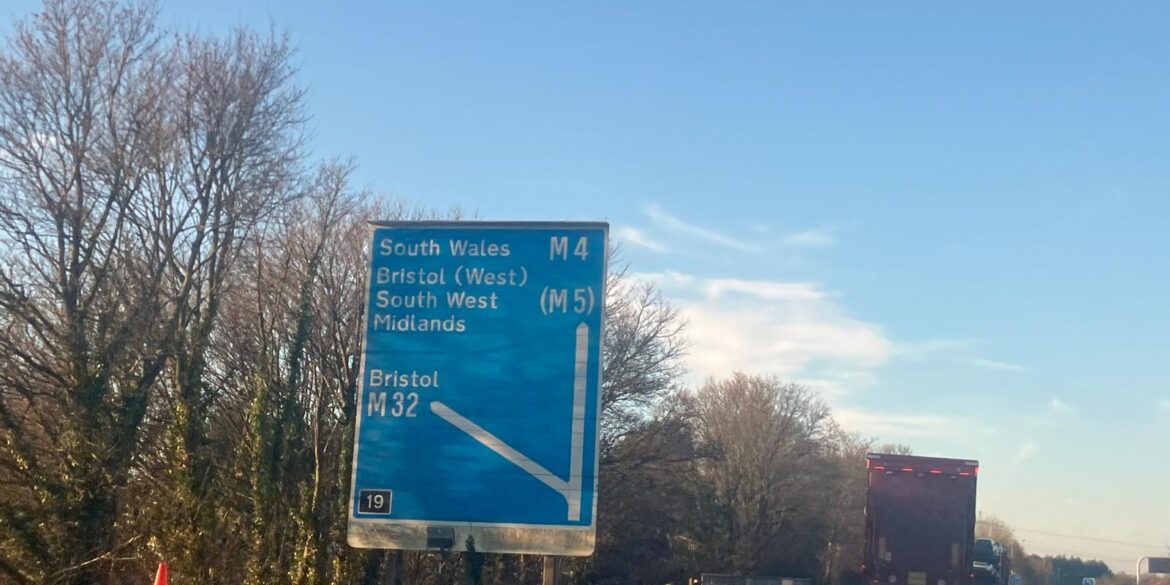 South Wales M4
Bristol (West)
South West (M5)
Midlands
Bristol
M32
19